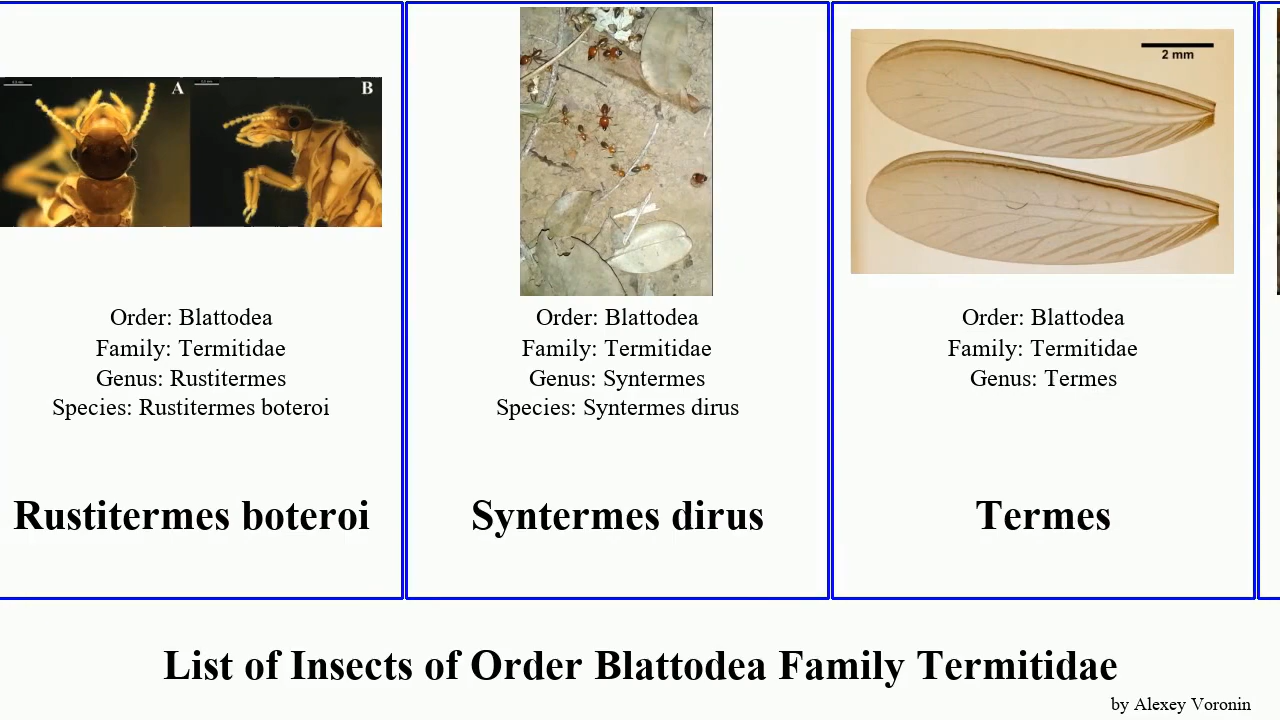 A
B
2 mm
Order: Blattodea
Family: Termitidae
Genus: Rustitermes
Species: Rustitermes boteroi
Rustitermes boteroi
Order: Blattodea
Family: Termitidae
Genus: Syntermes
Species: Syntermes dirus
Syntermes dirus
Order: Blattodea
Family: Termitidae
Genus: Termes
Termes
List of Insects of Order Blattodea Family Termitidae
by Alexey Voronin